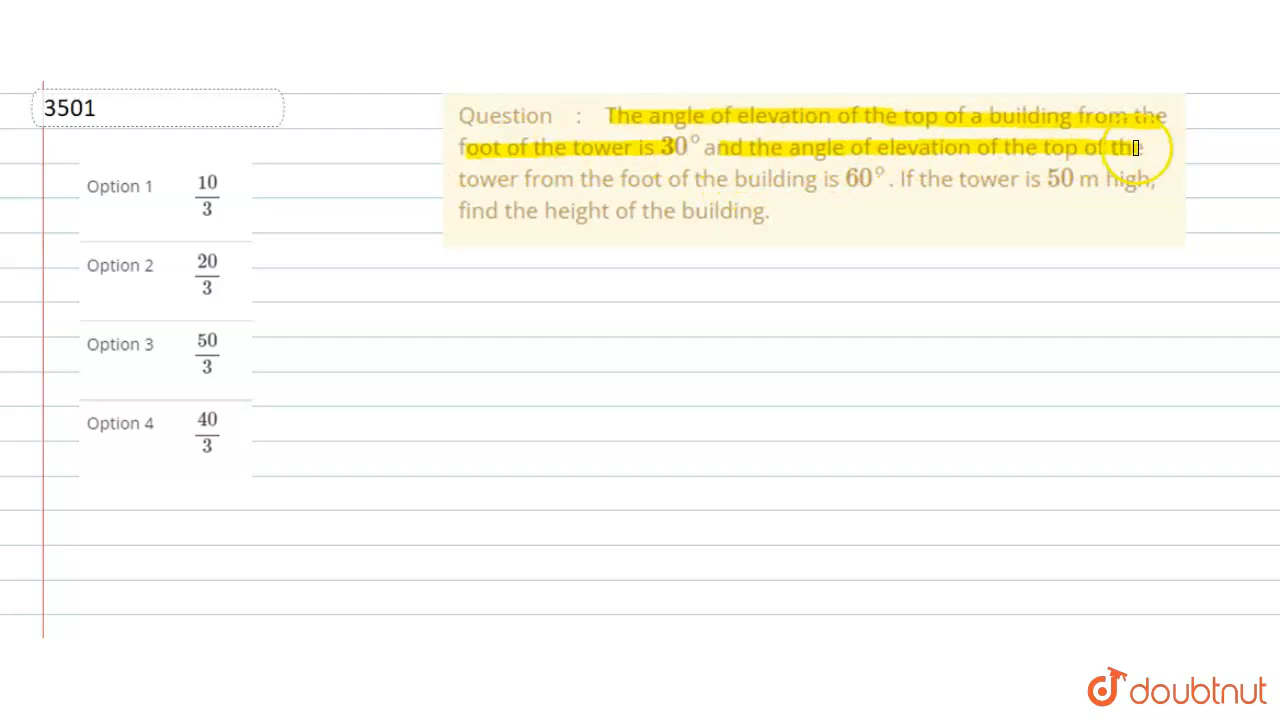 3501
Question : The angle of elevation of the top of a building from the
foot of the tower is 30° and the angle of elevation of the top of the
tower from the foot of the building is 60°. If the tower is 50 m high,
find the height of the building.
Option 1 10/3
Option 2 20/3
Option 3 50/3
Option 4 40/3
doubtnut